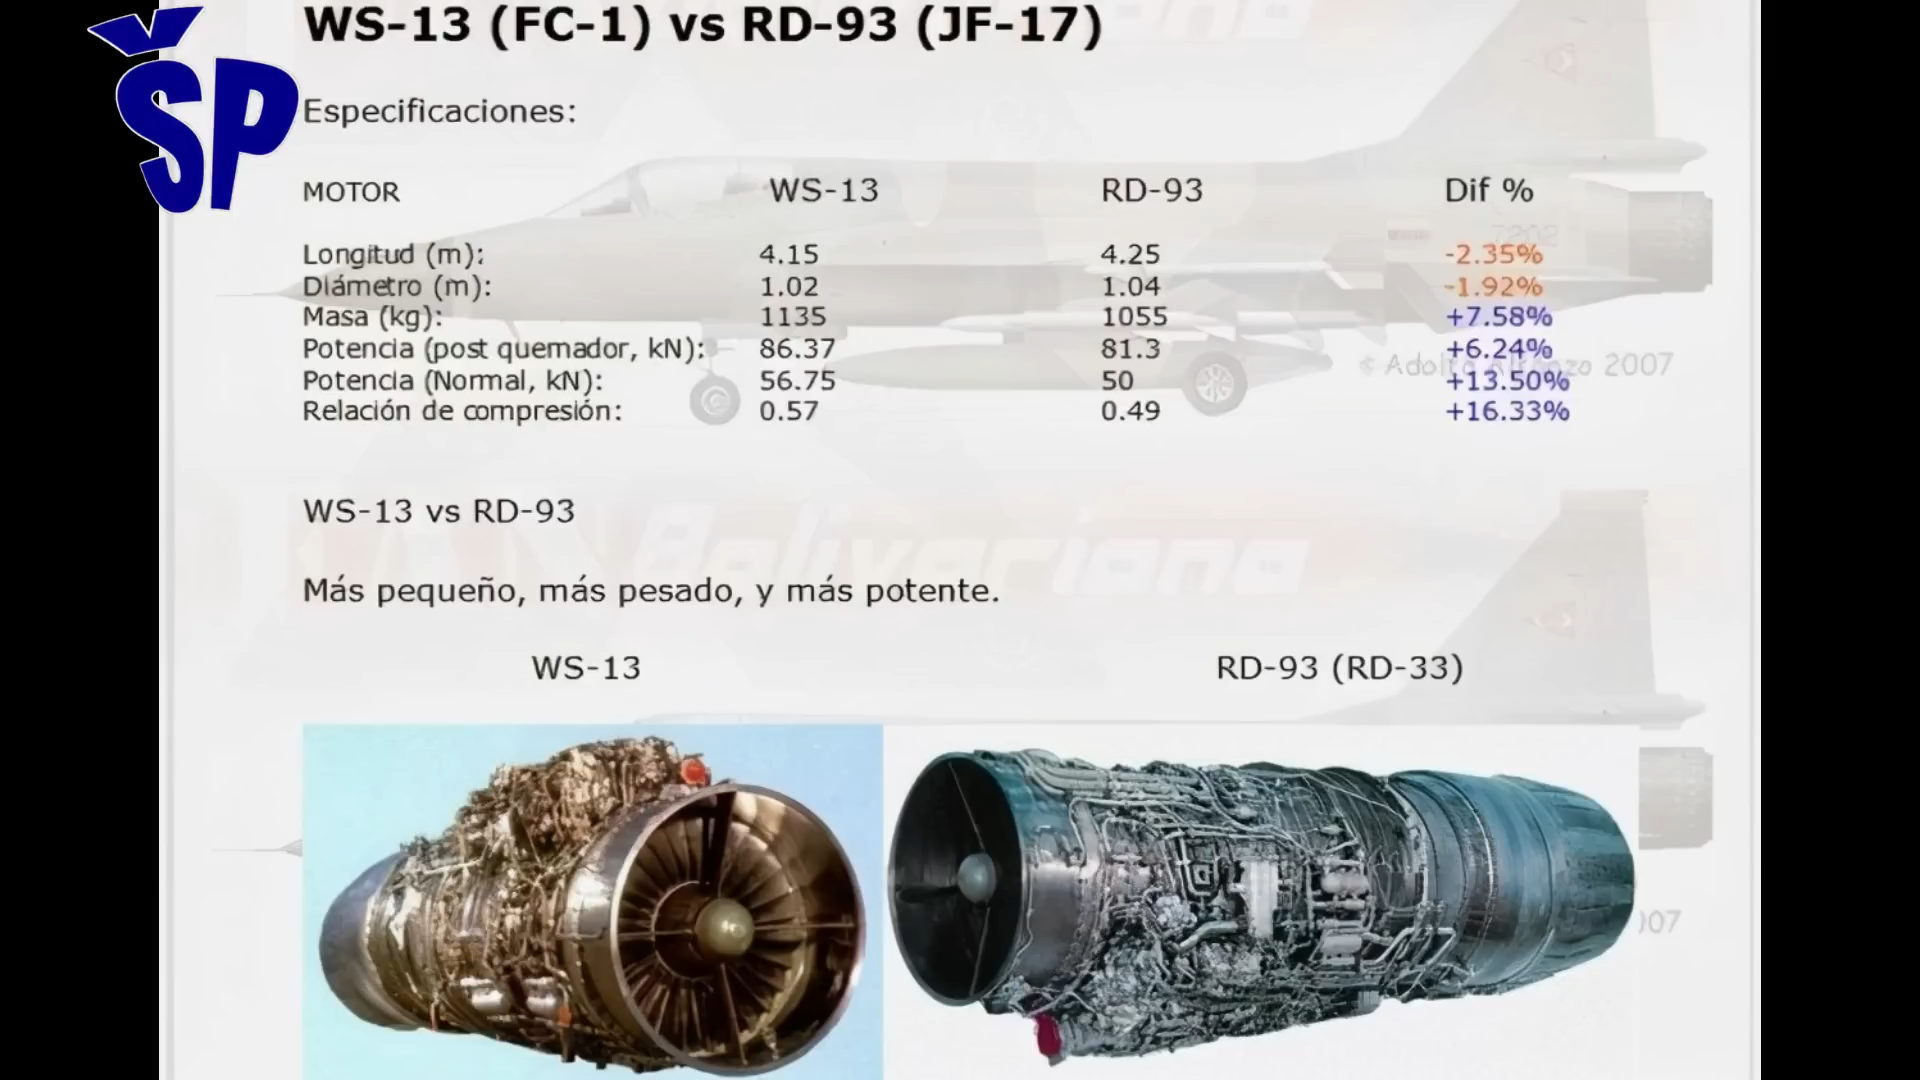 WS-13 (FC-1) vs RD-93 (JF-17)
ŠP
Especificaciones:
MOTOR WS-13 RD-93 Dif %
Longitud (m): 4.15 4.25 -2.35%
Diámetro (m): 1.02 1.04 -1.92%
Masa (kg): 1135 1055 +7.58%
Potencia (post quemador, kN): 86.37 81.3 +6.24%
© Adolfo Alonzo 2007
Potencia (Normal, kN): 56.75 50 +13.50%
Relación de compresión: 0.57 0.49 +16.33%
WS-13 vs RD-93
Bolivariana
Más pequeño, más pesado, y más potente.
WS-13 RD-93 (RD-33)